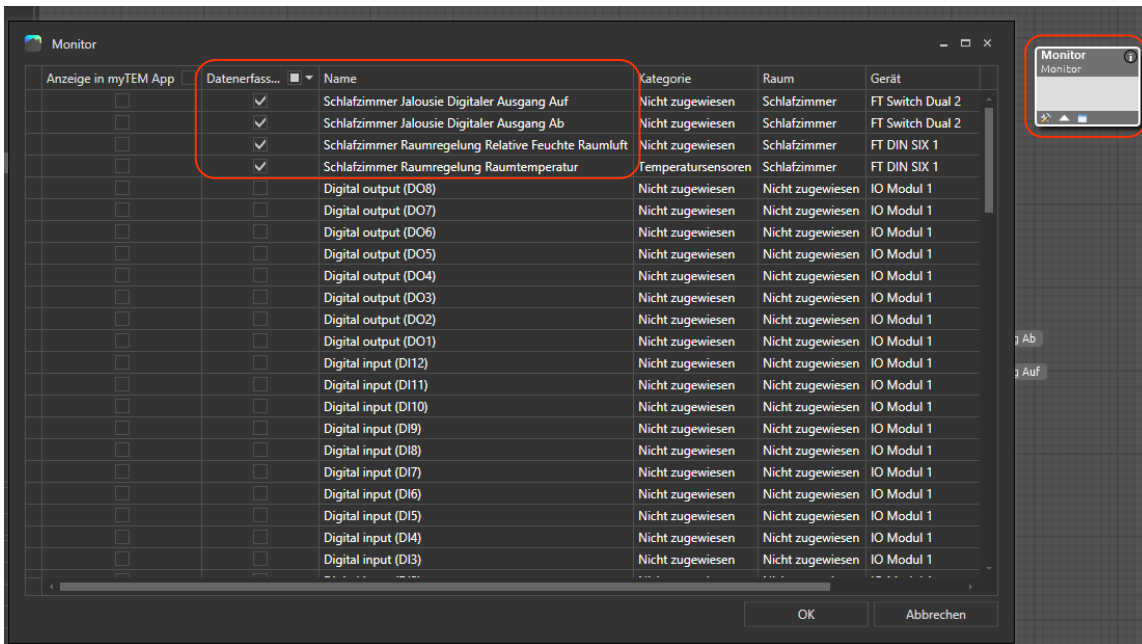 Monitor
Anzeige in myTEM App Datenerfass... Name Kategorie Raum Gerät
Schlafzimmer Jalousie Digitaler Ausgang Auf Nicht zugewiesen Schlafzimmer FT Switch Dual 2
Schlafzimmer Jalousie Digitaler Ausgang Ab Nicht zugewiesen Schlafzimmer FT Switch Dual 2
Schlafzimmer Raumregelung Relative Feuchte Raumluft Nicht zugewiesen Schlafzimmer FT DIN SIX 1
Schlafzimmer Raumregelung Raumtemperatur Temperatursensoren Schlafzimmer FT DIN SIX 1
Digital output (DO8) Nicht zugewiesen Nicht zugewiesen IO Modul 1
Digital output (DO7) Nicht zugewiesen Nicht zugewiesen IO Modul 1
Digital output (DO6) Nicht zugewiesen Nicht zugewiesen IO Modul 1
Digital output (DO5) Nicht zugewiesen Nicht zugewiesen IO Modul 1
Digital output (DO4) Nicht zugewiesen Nicht zugewiesen IO Modul 1
Digital output (DO3) Nicht zugewiesen Nicht zugewiesen IO Modul 1
Digital output (DO2) Nicht zugewiesen Nicht zugewiesen IO Modul 1
Digital output (DO1) Nicht zugewiesen Nicht zugewiesen IO Modul 1
Digital input (DI12) Nicht zugewiesen Nicht zugewiesen IO Modul 1
Digital input (DI11) Nicht zugewiesen Nicht zugewiesen IO Modul 1
Digital input (DI10) Nicht zugewiesen Nicht zugewiesen IO Modul 1
Digital input (DI9) Nicht zugewiesen Nicht zugewiesen IO Modul 1
Digital input (DI8) Nicht zugewiesen Nicht zugewiesen IO Modul 1
Digital input (DI7) Nicht zugewiesen Nicht zugewiesen IO Modul 1
Digital input (DI6) Nicht zugewiesen Nicht zugewiesen IO Modul 1
Digital input (DI5) Nicht zugewiesen Nicht zugewiesen IO Modul 1
Digital input (DI4) Nicht zugewiesen Nicht zugewiesen IO Modul 1
Digital input (DI3) Nicht zugewiesen Nicht zugewiesen IO Modul 1
OK Abbrechen
Monitor
Monitor
g Ab
g Auf